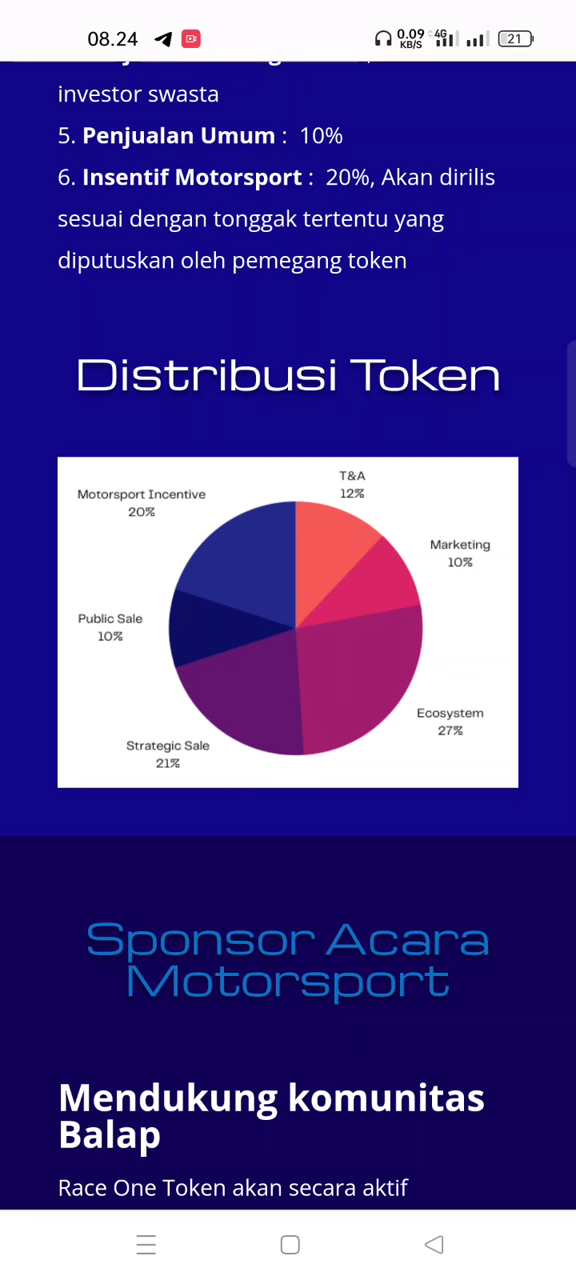 08.24
0.09 KB/S
4G
21
investor swasta
5. Penjualan Umum : 10%
6. Insentif Motorsport : 20%, Akan dirilis
sesuai dengan tonggak tertentu yang
diputuskan oleh pemegang token
Distribusi Token
T&A
12%
Motorsport Incentive
20%
Marketing
10%
Public Sale
10%
Ecosystem
27%
Strategic Sale
21%
Sponsor Acara
Motorsport
Mendukung komunitas
Balap
Race One Token akan secara aktif